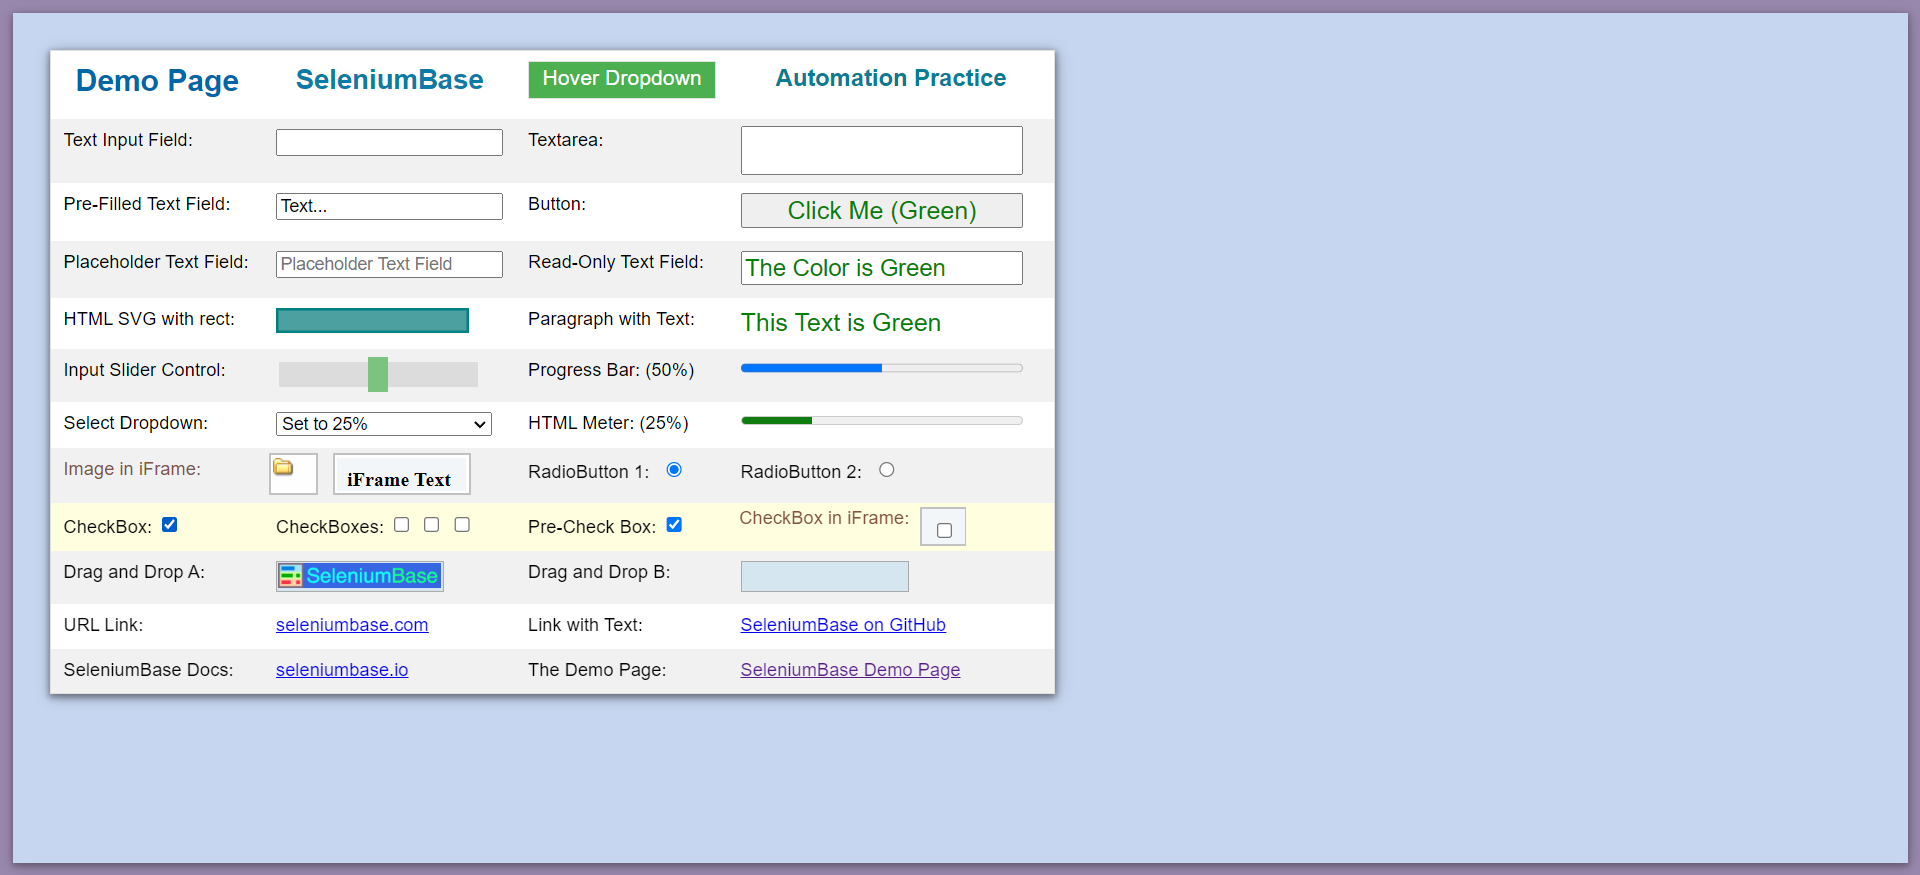 Demo Page SeleniumBase Hover Dropdown Automation Practice
Text Input Field: Textarea:
Pre-Filled Text Field: Text... Button: Click Me (Green)
Placeholder Text Field: Placeholder Text Field Read-Only Text Field: The Color is Green
HTML SVG with rect: Paragraph with Text: This Text is Green
Input Slider Control: Progress Bar: (50%)
Select Dropdown: Set to 25% HTML Meter: (25%)
Image in iFrame: iFrame Text RadioButton 1: RadioButton 2:
CheckBox: CheckBoxes: Pre-Check Box: CheckBox in iFrame:
Drag and Drop A: SeleniumBase Drag and Drop B:
URL Link: seleniumbase.com Link with Text: SeleniumBase on GitHub
SeleniumBase Docs: seleniumbase.io The Demo Page: SeleniumBase Demo Page